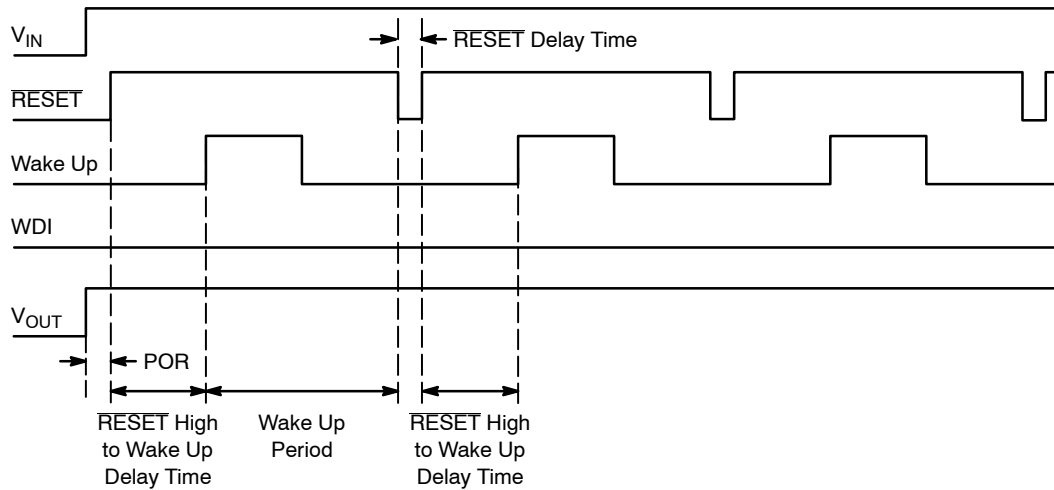 V_IN
RESET Delay Time
RESET
Wake Up
WDI
V_OUT
POR
RESET High
to Wake Up
Delay Time
Wake Up
Period
RESET High
to Wake Up
Delay Time